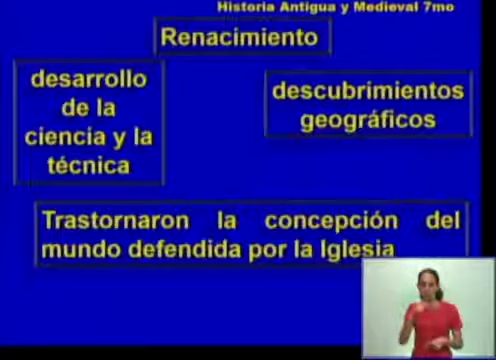 Historia Antigua y Medieval 7mo
Renacimiento
desarrollo
de la
ciencia y la
técnica
descubrimientos
geográficos
Trastornaron la concepción del
mundo defendida por la Iglesia